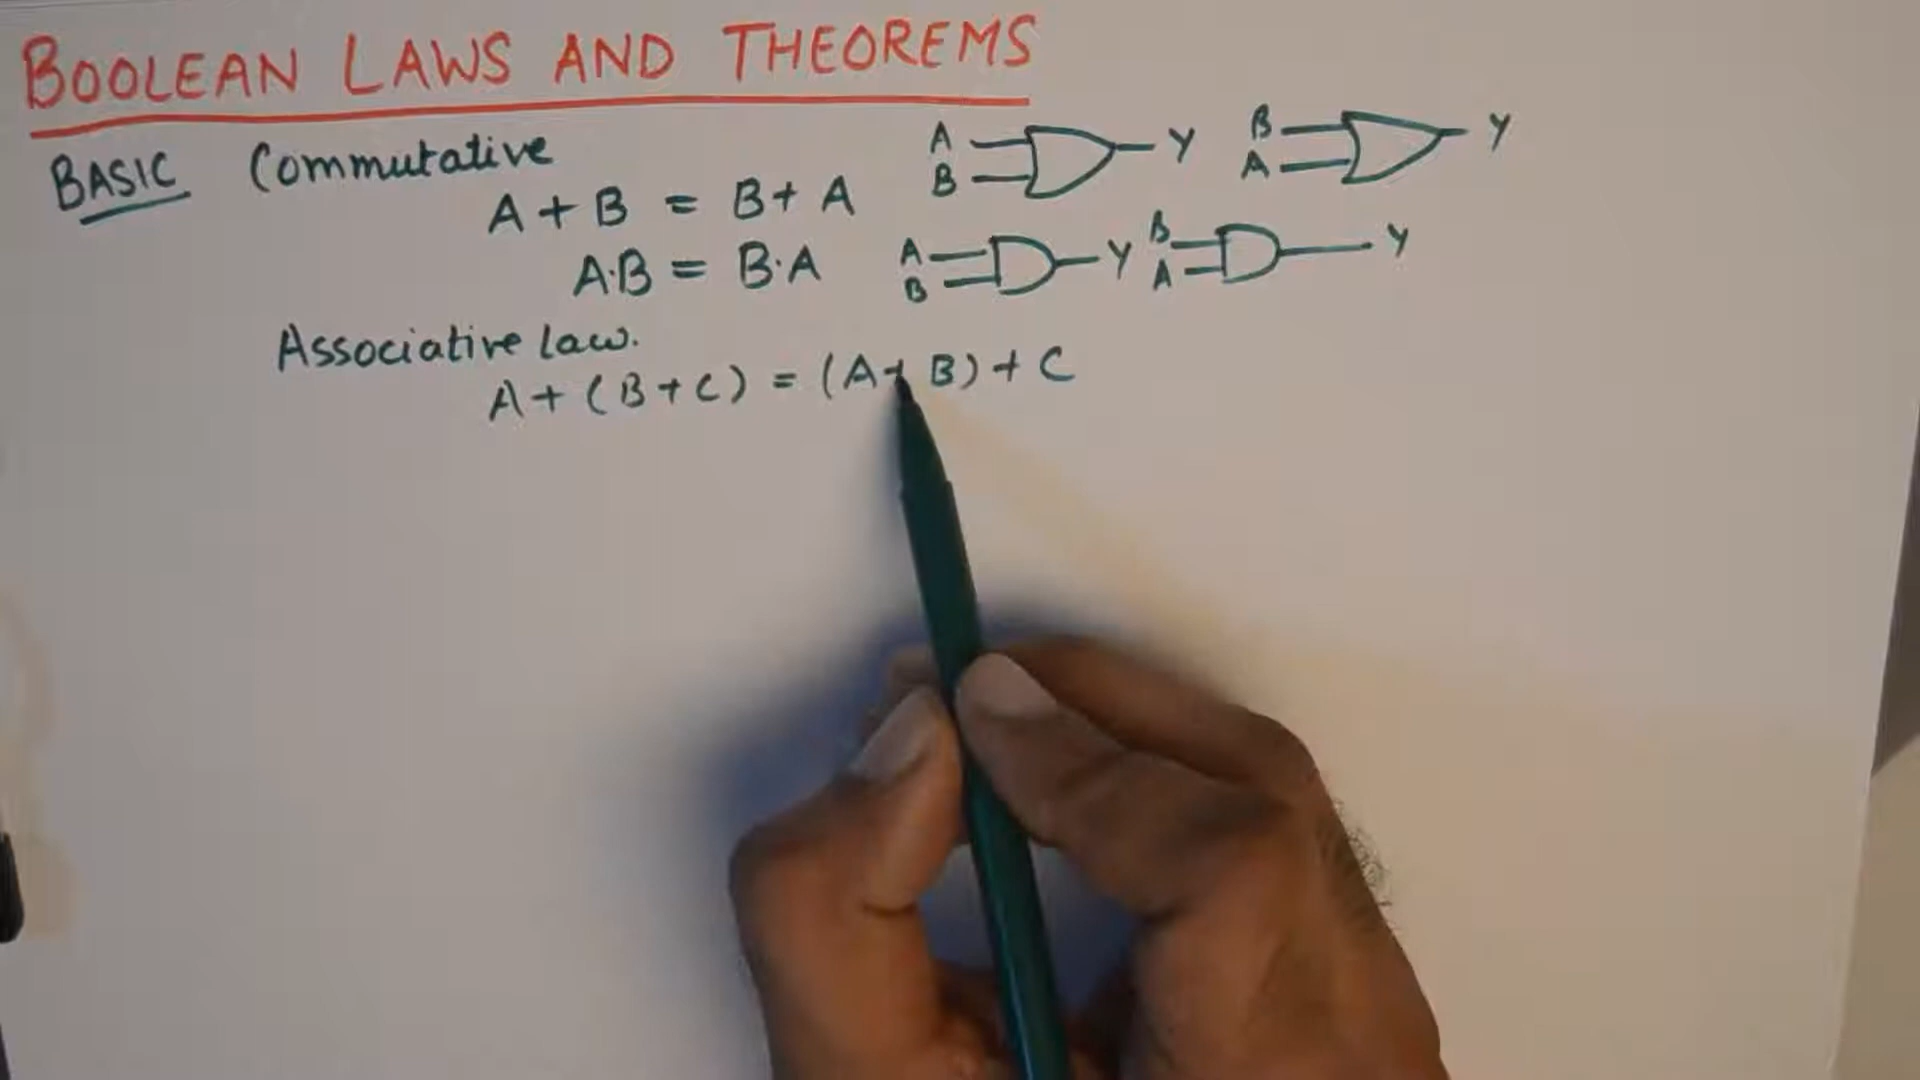 BOOLEAN LAWS AND THEOREMS
BASIC Commutative
A + B = B + A
A B Y
B A Y
A·B = B·A
A B Y
B A Y
Associative law.
A + (B + C) = (A + B) + C